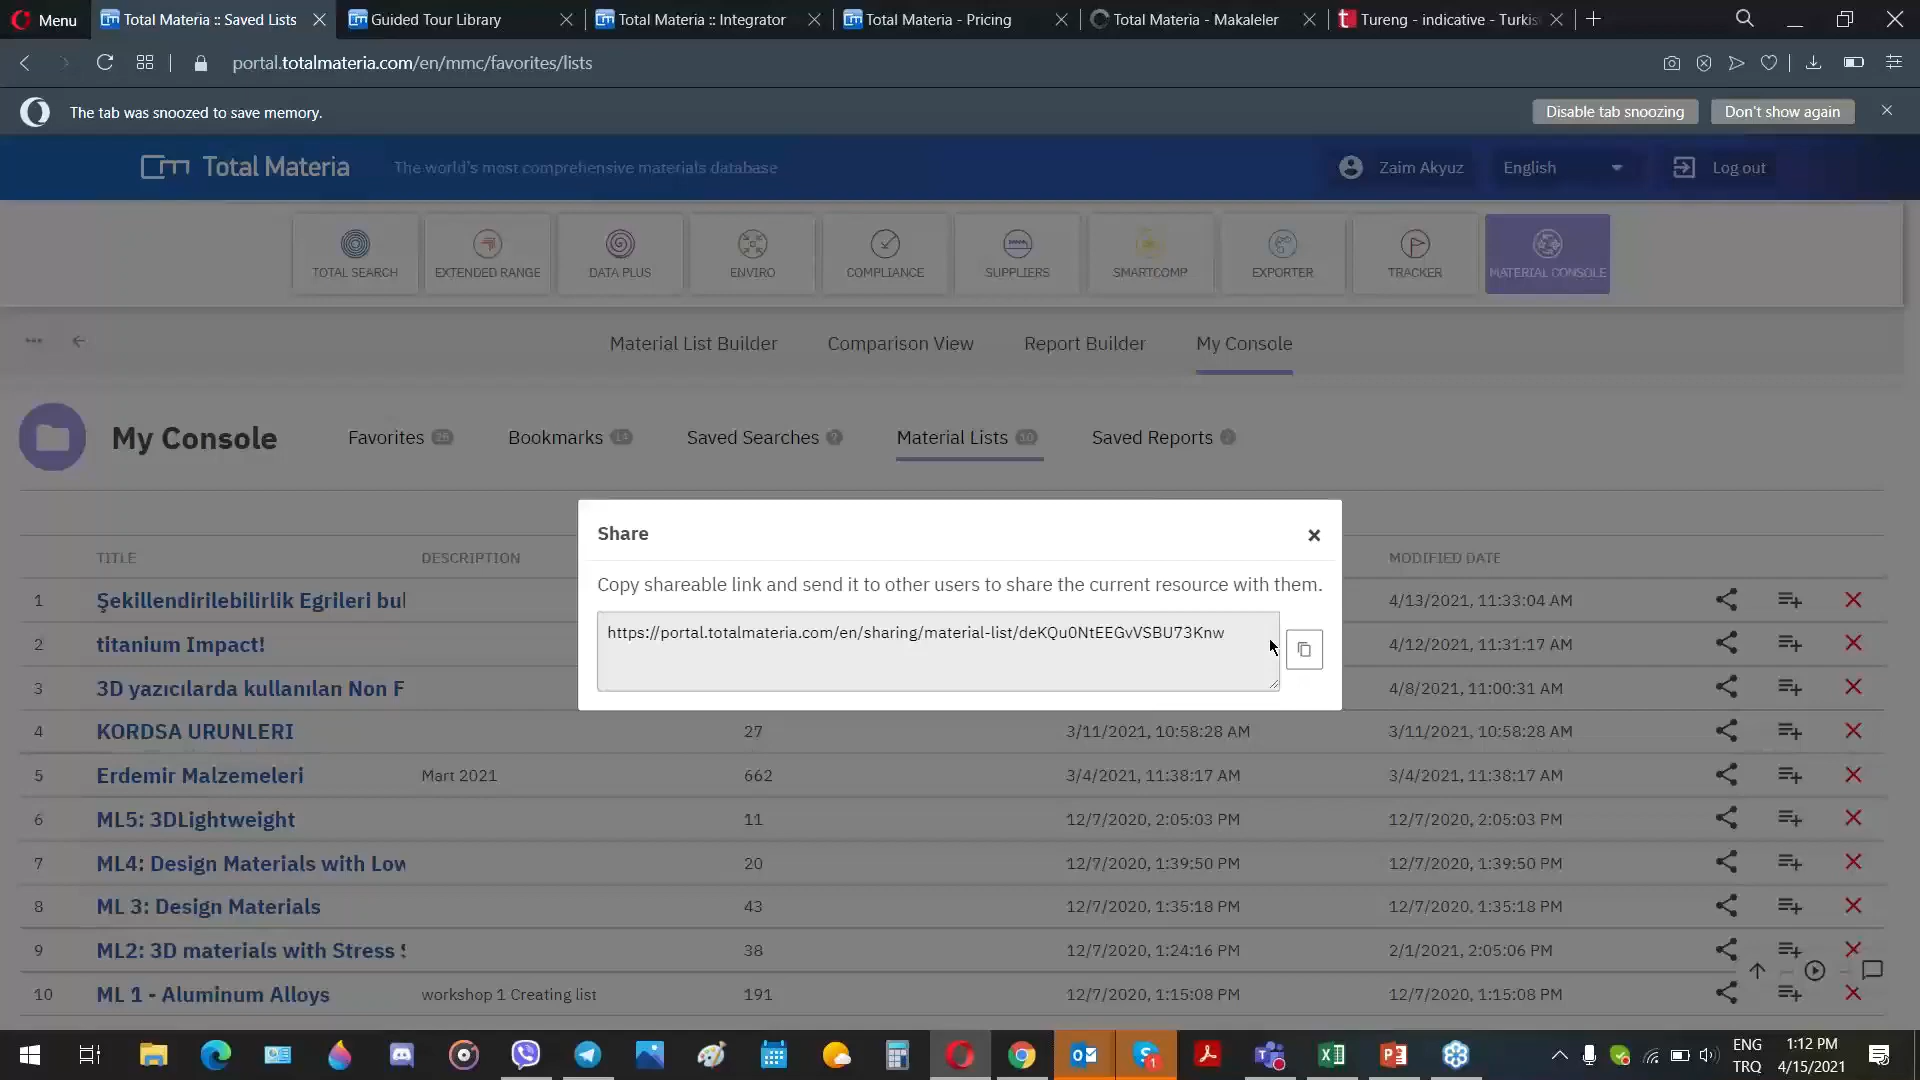 Menu
Total Materia :: Saved Lists
Guided Tour Library
Total Materia :: Integrator
Total Materia - Pricing
Total Materia - Makaleler
Tureng - indicative - Turkis
portal.totalmateria.com/en/mmc/favorites/lists
The tab was snoozed to save memory.
Disable tab snoozing
Don't show again
Total Materia
The world's most comprehensive materials database
Zaim Akyuz
English
Log out
TOTAL SEARCH
EXTENDED RANGE
DATA PLUS
ENVIRO
COMPLIANCE
SUPPLIERS
SMARTCOMP
EXPORTER
TRACKER
MATERIAL CONSOLE
Material List Builder
Comparison View
Report Builder
My Console
My Console
Favorites 26
Bookmarks 14
Saved Searches
Material Lists 10
Saved Reports
TITLE DESCRIPTION MODIFIED DATE
Share
Copy shareable link and send it to other users to share the current resource with them.
https://portal.totalmateria.com/en/sharing/material-list/deKQu0NtEEGvVSBU73Knw
1 Şekillendirilebilirlik Egrileri bul 4/13/2021, 11:33:04 AM
2 titanium Impact! 4/12/2021, 11:31:17 AM
3 3D yazıcılarda kullanılan Non F 4/8/2021, 11:00:31 AM
4 KORDSA URUNLERI 27 3/11/2021, 10:58:28 AM 3/11/2021, 10:58:28 AM
5 Erdemir Malzemeleri Mart 2021 662 3/4/2021, 11:38:17 AM 3/4/2021, 11:38:17 AM
6 ML5: 3DLightweight 11 12/7/2020, 2:05:03 PM 12/7/2020, 2:05:03 PM
7 ML4: Design Materials with Low 20 12/7/2020, 1:39:50 PM 12/7/2020, 1:39:50 PM
8 ML 3: Design Materials 43 12/7/2020, 1:35:18 PM 12/7/2020, 1:35:18 PM
9 ML2: 3D materials with Stress S 38 12/7/2020, 1:24:16 PM 2/1/2021, 2:05:06 PM
10 ML 1 - Aluminum Alloys workshop 1 Creating list 191 12/7/2020, 1:15:08 PM 12/7/2020, 1:15:08 PM
ENG 1:12 PM
TRQ 4/15/2021